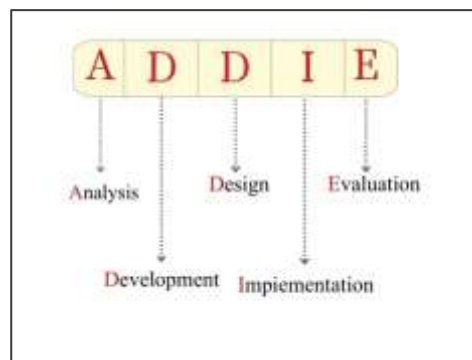 A D D I E
Analysis
Design
Evaluation
Development
Impiementation